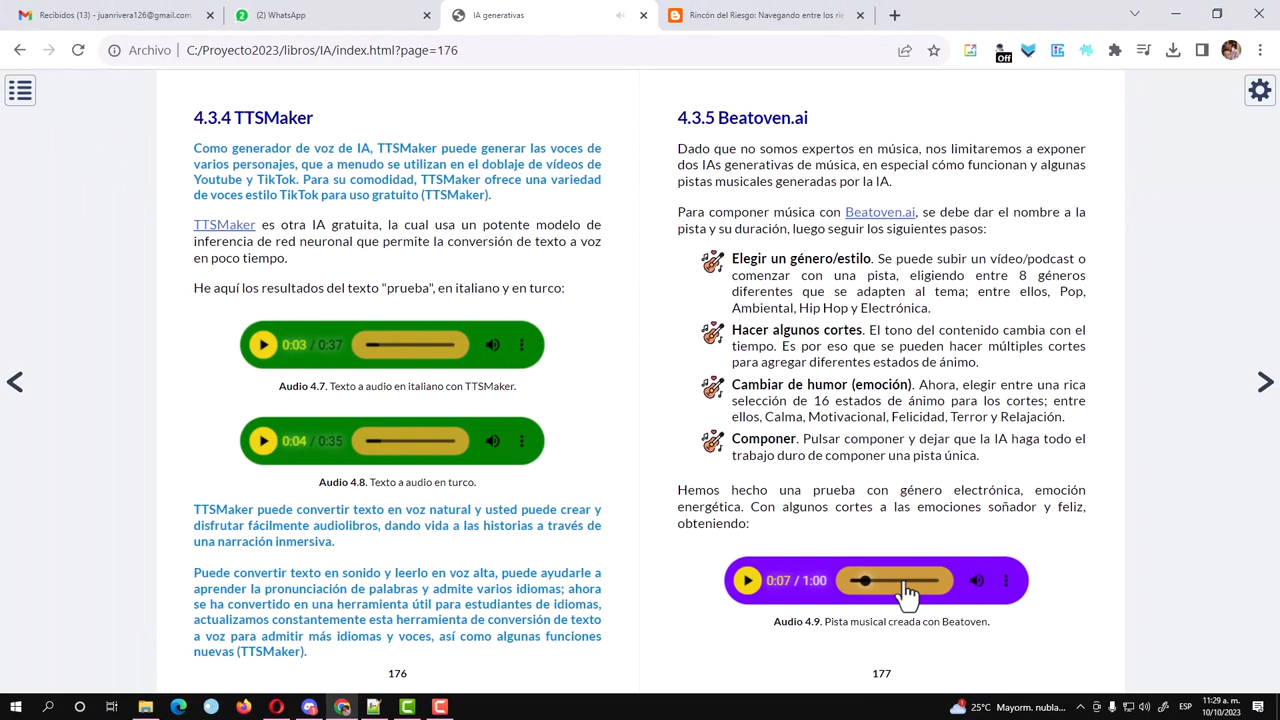 Recibidos (13) - juanrivera126@gmail.com
(2) WhatsApp
IA generativas
Rincón del Riesgo: Navegando entre los rie
Archivo
C:/Proyecto2023/libros/IA/index.html?page=176
Off
4.3.4 TTSMaker
Como generador de voz de IA, TTSMaker puede generar las voces de
varios personajes, que a menudo se utilizan en el doblaje de vídeos de
Youtube y TikTok. Para su comodidad, TTSMaker ofrece una variedad
de voces estilo TikTok para uso gratuito (TTSMaker).
TTSMaker es otra IA gratuita, la cual usa un potente modelo de
inferencia de red neuronal que permite la conversión de texto a voz
en poco tiempo.
He aquí los resultados del texto "prueba", en italiano y en turco:
0:03 / 0:37
Audio 4.7. Texto a audio en italiano con TTSMaker.
0:04 / 0:35
Audio 4.8. Texto a audio en turco.
TTSMaker puede convertir texto en voz natural y usted puede crear y
disfrutar fácilmente audiolibros, dando vida a las historias a través de
una narración inmersiva.
Puede convertir texto en sonido y leerlo en voz alta, puede ayudarle a
aprender la pronunciación de palabras y admite varios idiomas; ahora
se ha convertido en una herramienta útil para estudiantes de idiomas,
actualizamos constantemente esta herramienta de conversión de texto
a voz para admitir más idiomas y voces, así como algunas funciones
nuevas (TTSMaker).
176
4.3.5 Beatoven.ai
Dado que no somos expertos en música, nos limitaremos a exponer
dos IAs generativas de música, en especial cómo funcionan y algunas
pistas musicales generadas por la IA.
Para componer música con Beatoven.ai, se debe dar el nombre a la
pista y su duración, luego seguir los siguientes pasos:
Elegir un género/estilo. Se puede subir un vídeo/podcast o
comenzar con una pista, eligiendo entre 8 géneros
diferentes que se adapten al tema; entre ellos, Pop,
Ambiental, Hip Hop y Electrónica.
Hacer algunos cortes. El tono del contenido cambia con el
tiempo. Es por eso que se pueden hacer múltiples cortes
para agregar diferentes estados de ánimo.
Cambiar de humor (emoción). Ahora, elegir entre una rica
selección de 16 estados de ánimo para los cortes; entre
ellos, Calma, Motivacional, Felicidad, Terror y Relajación.
Componer. Pulsar componer y dejar que la IA haga todo el
trabajo duro de componer una pista única.
Hemos hecho una prueba con género electrónica, emoción
energética. Con algunos cortes a las emociones soñador y feliz,
obteniendo:
0:07 / 1:00
Audio 4.9. Pista musical creada con Beatoven.
177
25°C Mayorm. nubla...
ESP
11:29 a. m.
10/10/2023